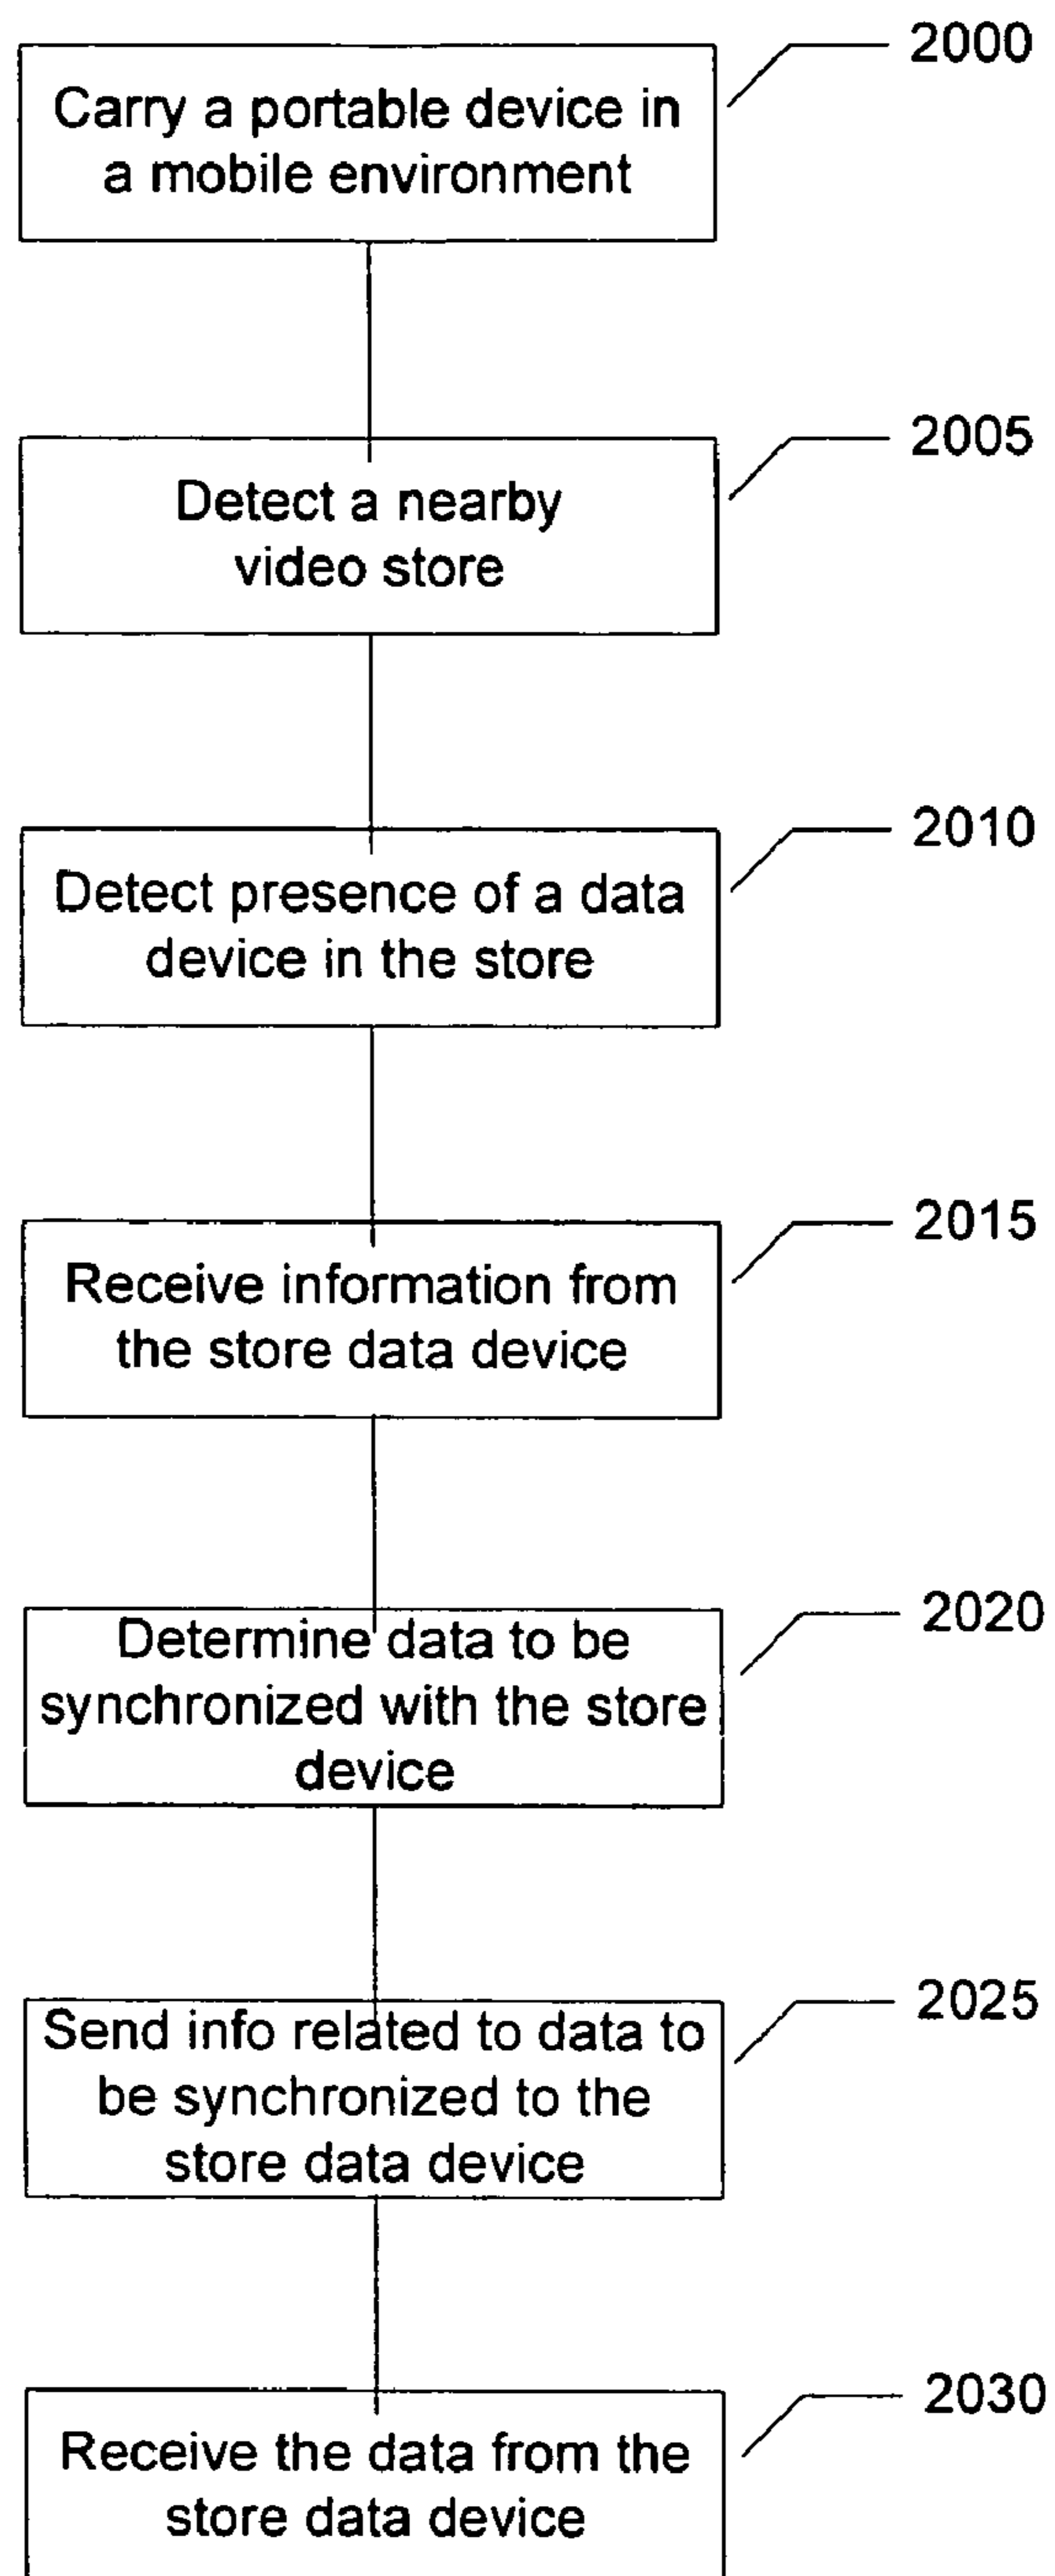 2000
Carry a portable device in
a mobile environment
2005
Detect a nearby
video store
2010
Detect presence of a data
device in the store
2015
Receive information from
the store data device
2020
Determine data to be
synchronized with the store
device
2025
Send info related to data to
be synchronized to the
store data device
2030
Receive the data from the
store data device